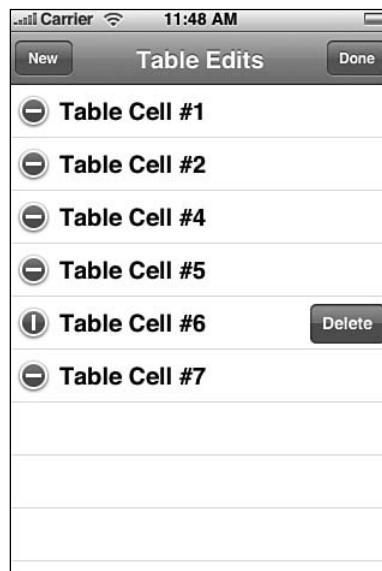 Carrier 11:48 AM
New Table Edits Done
Table Cell #1
Table Cell #2
Table Cell #4
Table Cell #5
Table Cell #6 Delete
Table Cell #7